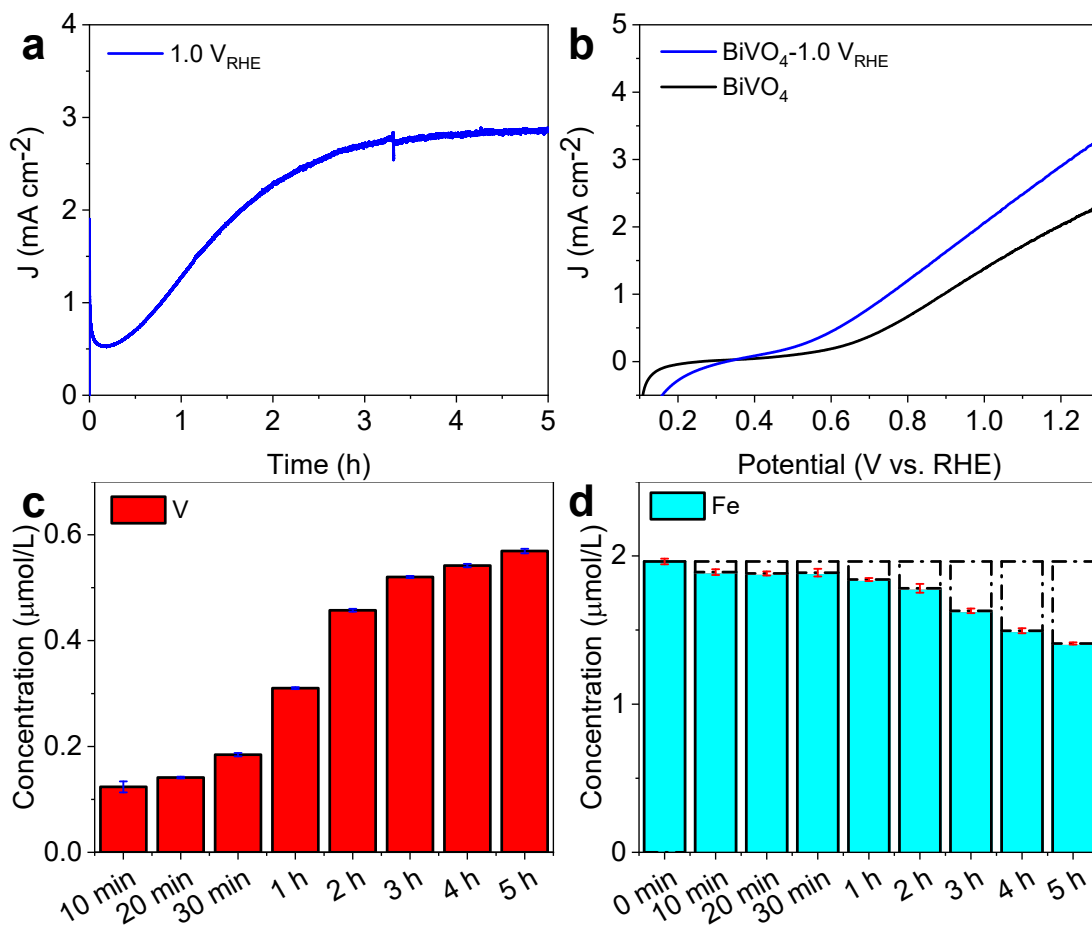 a
1.0 V_RHE
J (mA cm-2)
4
3
2
1
0
0 1 2 3 4 5
Time (h)
b
BiVO4-1.0 V_RHE
BiVO4
J (mA cm-2)
5
4
3
2
1
0
0.2 0.4 0.6 0.8 1.0 1.2
Potential (V vs. RHE)
c
V
Concentration (μmol/L)
0.6
0.4
0.2
0.0
10 min 20 min 30 min 1 h 2 h 3 h 4 h 5 h
d
Fe
Concentration (μmol/L)
2
1
0
0 min 10 min 20 min 30 min 1 h 2 h 3 h 4 h 5 h